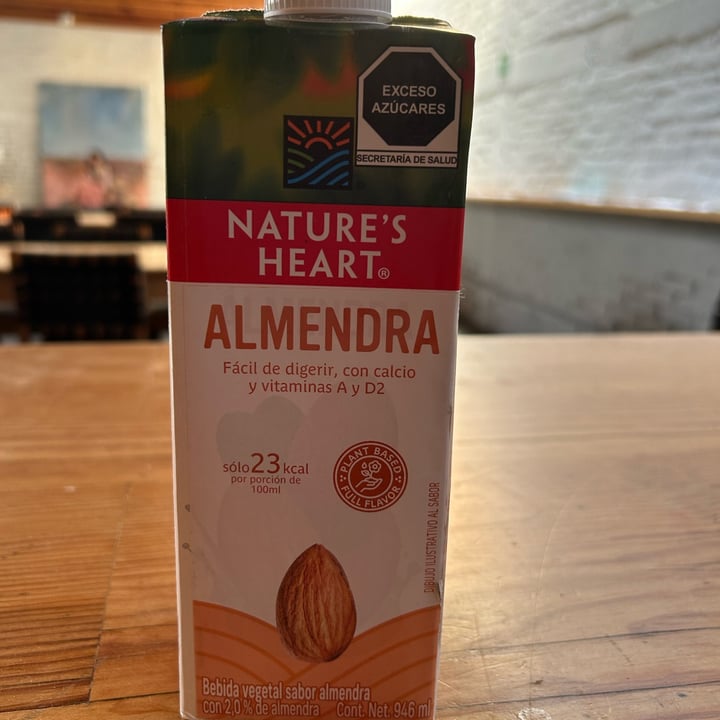 EXCESO
AZÚCARES
SECRETARÍA DE SALUD
NATURE'S
HEART®
ALMENDRA
Fácil de digerir, con calcio
y vitaminas A y D2
sólo 23 kcal
por porción de
100ml
PLANT BASED
FULL FLAVOR
DIBUJO ILUSTRATIVO AL SABOR
Bebida vegetal sabor almendra
con 2,0 % de almendra Cont. Net. 946 ml